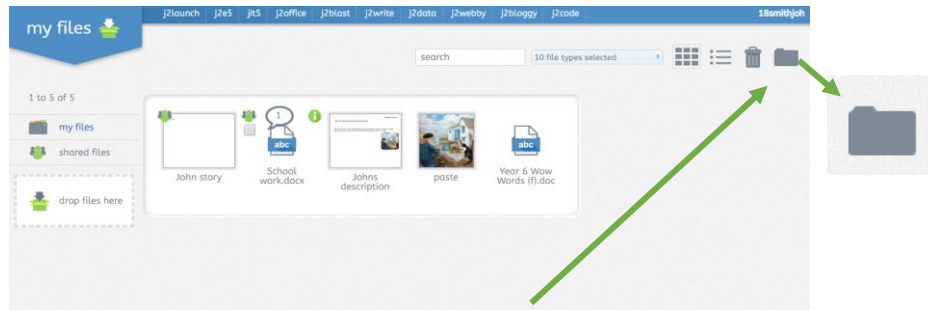 my files
j2launch j2e5 jit5 j2office j2blast j2write j2data j2webby j2bloggy j2code
18smithjoh
search
10 file types selected
1 to 5 of 5
my files
shared files
drop files here
1
abc
abc
John story
School
work.docx
Johns
description
paste
Year 6 Wow
Words (f).doc